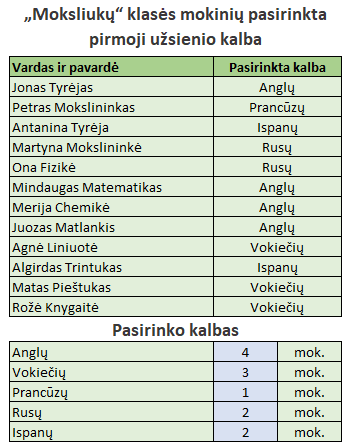 „Moksliukų“ klasės mokinių pasirinkta
pirmoji užsienio kalba
Vardas ir pavardė Pasirinkta kalba
Jonas Tyrėjas Anglų
Petras Mokslininkas Prancūzų
Antanina Tyrėja Ispanų
Martyna Mokslininkė Rusų
Ona Fizikė Rusų
Mindaugas Matematikas Anglų
Merija Chemikė Anglų
Juozas Matlankis Anglų
Agnė Liniuotė Vokiečių
Algirdas Trintukas Ispanų
Matas Pieštukas Vokiečių
Rožė Knygaitė Vokiečių
Pasirinko kalbas
Anglų 4 mok.
Vokiečių 3 mok.
Prancūzų 1 mok.
Rusų 2 mok.
Ispanų 2 mok.